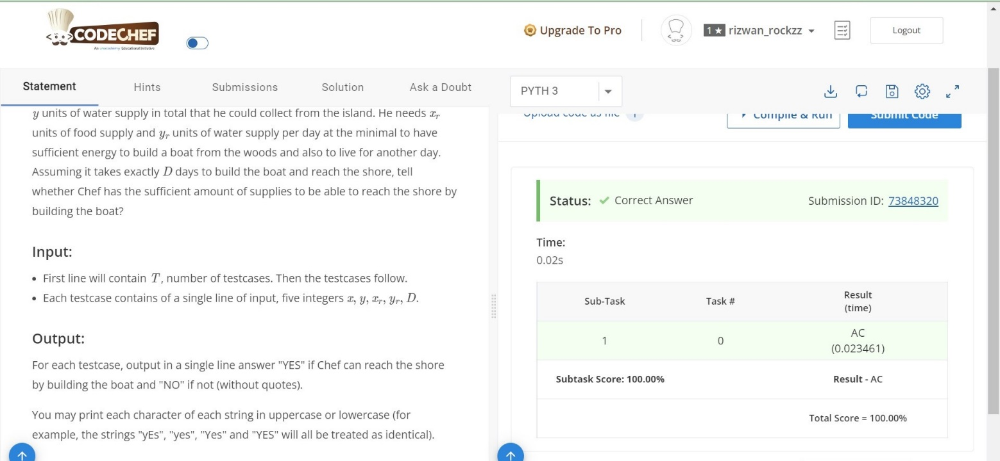 CODECHEF
An unacademy Educational Initiative
Upgrade To Pro
1★ rizwan_rockzz
Logout
Statement Hints Submissions Solution Ask a Doubt
PYTH 3
y units of water supply in total that he could collect from the island. He needs xr
units of food supply and yr units of water supply per day at the minimal to have
sufficient energy to build a boat from the woods and also to live for another day.
Assuming it takes exactly D days to build the boat and reach the shore, tell
whether Chef has the sufficient amount of supplies to be able to reach the shore by
building the boat?
Input:
• First line will contain T, number of testcases. Then the testcases follow.
• Each testcase contains of a single line of input, five integers x, y, xr, yr, D.
Output:
For each testcase, output in a single line answer "YES" if Chef can reach the shore
by building the boat and "NO" if not (without quotes).
You may print each character of each string in uppercase or lowercase (for
example, the strings "yEs", "yes", "Yes" and "YES" will all be treated as identical).
Upload code as file
Compile & Run
Submit Code
Status: ✔ Correct Answer
Submission ID: 73848320
Time:
0.02s
Sub-Task Task # Result
(time)
1 0 AC
(0.023461)
Subtask Score: 100.00% Result - AC
Total Score = 100.00%